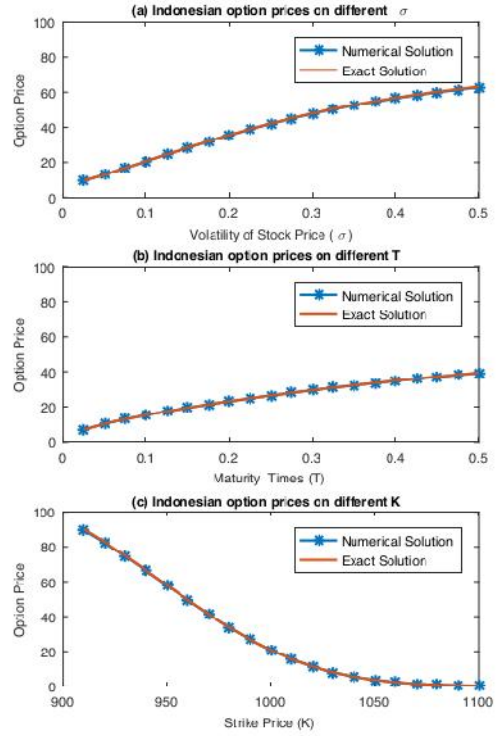 (a) Indonesian option prices on different σ
100
80
60
40
20
0
Option Price
Numerical Solution
Exact Solution
0 0.1 0.2 0.3 0.4 0.5
Volatility of Stock Price ( σ)
(b) Indonesian option prices on different T
100
80
60
40
20
0
Option Price
Numerical Solution
Exact Solution
0 0.1 0.2 0.3 0.4 0.5
Maturity Times (T)
(c) Indonesian option prices on different K
100
80
60
40
20
0
Option Price
Numerical Solution
Exact Solution
900 950 1000 1050 1100
Strike Price (K)